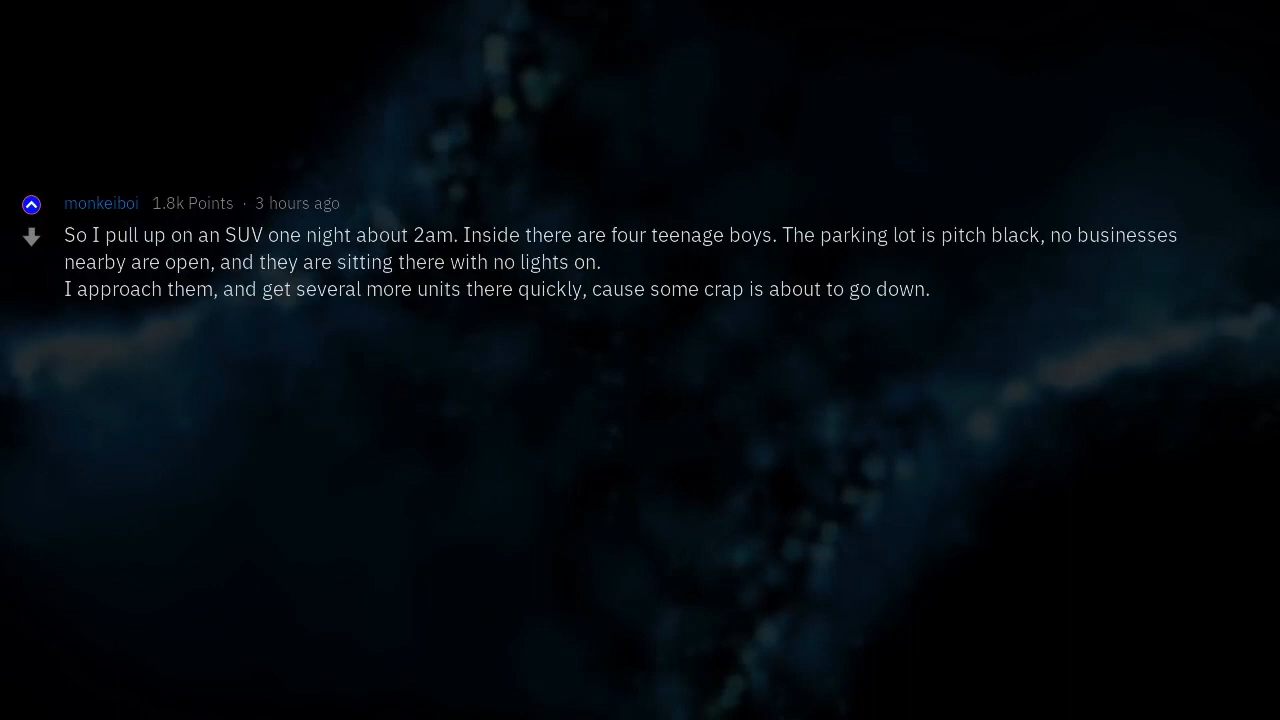 monkeiboi 1.8k Points · 3 hours ago
So I pull up on an SUV one night about 2am. Inside there are four teenage boys. The parking lot is pitch black, no businesses
nearby are open, and they are sitting there with no lights on.
I approach them, and get several more units there quickly, cause some crap is about to go down.